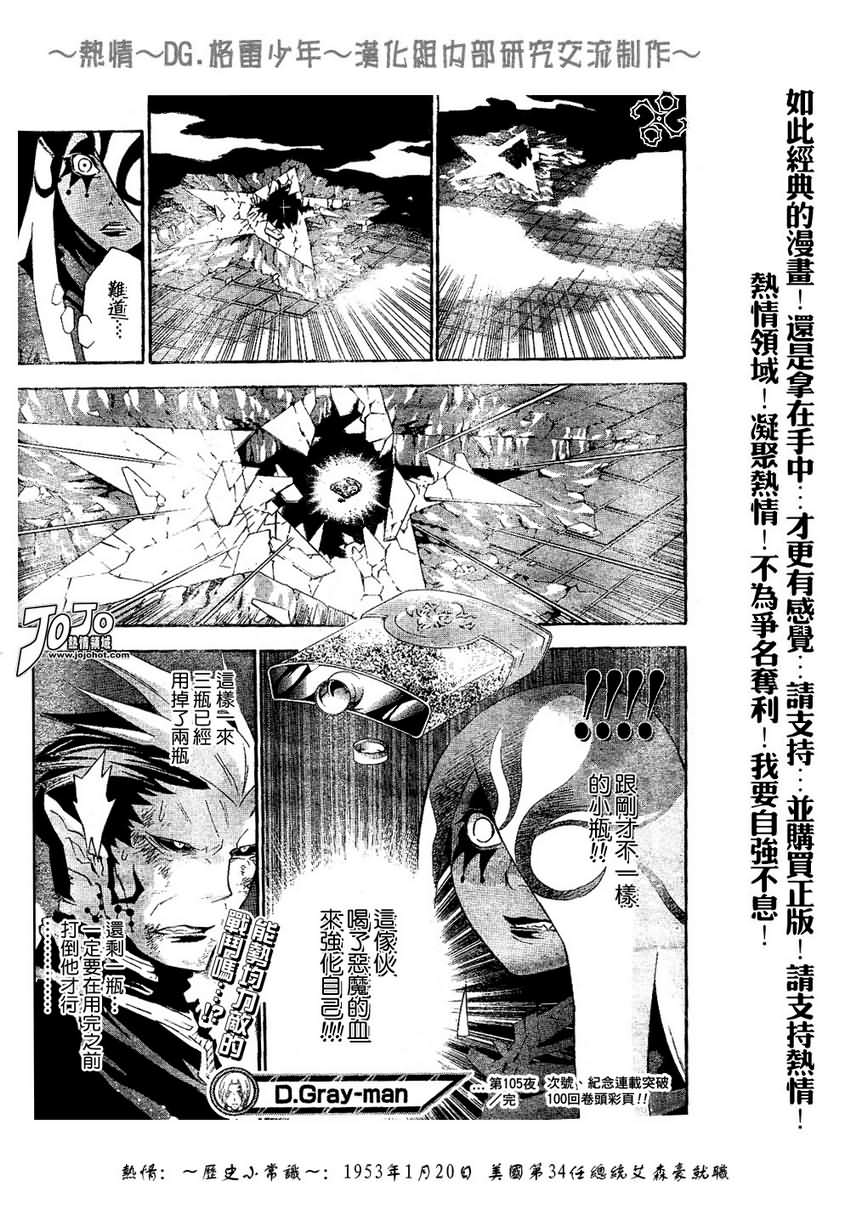 ～熱情～DG.格雷少年～漢化組内部研究交流制作～
如此經典的漫畫！還是拿在手中…才更有感覺…請支持…並購買正版！請支持熱情！
熱情領域！凝聚熱情！不為爭名奪利！我要自強不息！
難道…
JOJO
熱情領域
www.jojohot.com
!!!!
跟剛才不一樣
的小瓶!!
這傢伙
喝了惡魔的血
來強化自己!!!
這樣一來
三瓶已經
用掉了兩瓶
還剩一瓶…
一定要在用完之前
打倒他才行
…………
能勢均力敵的
戰鬥嗎…!?
D.Gray-man
…第105夜／完
次號、紀念連載突破
100回卷頭彩頁!!
熱情：～歷史小常識～：1953年1月20日 美國第34任總統艾森豪就職